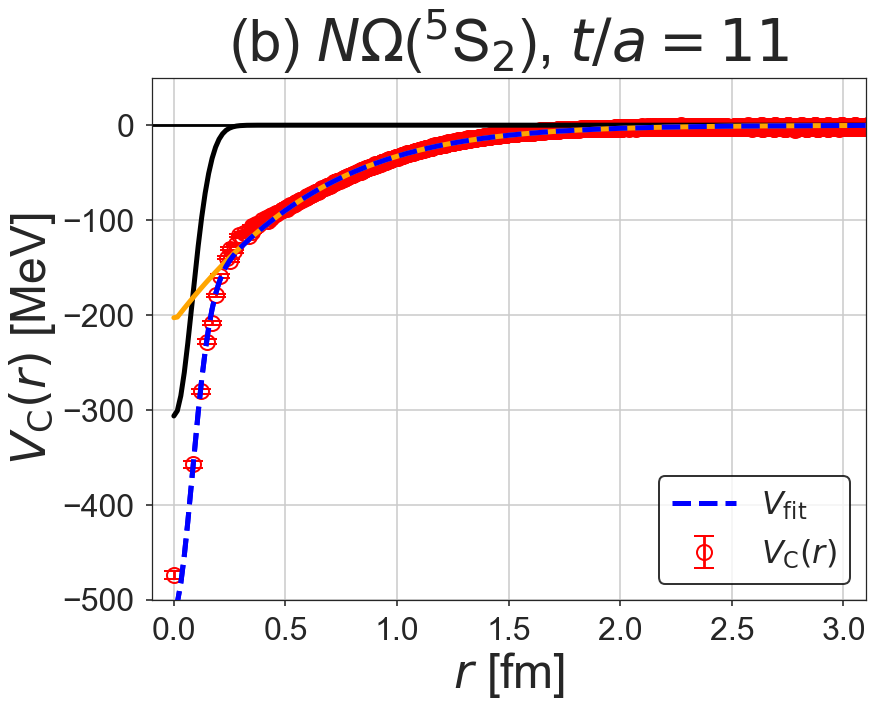 (b) NΩ(⁵S₂), t/a = 11
V_C(r) [MeV]
0
−100
−200
−300
−400
−500
0.0 0.5 1.0 1.5 2.0 2.5 3.0
r [fm]
V_fit
V_C(r)